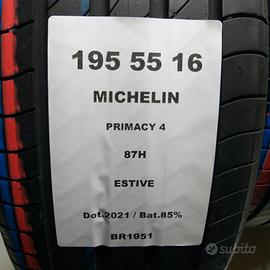 195 55 16
MICHELIN
PRIMACY 4
87H
ESTIVE
Dot.2021 / Bat.85%
BR1951
subito